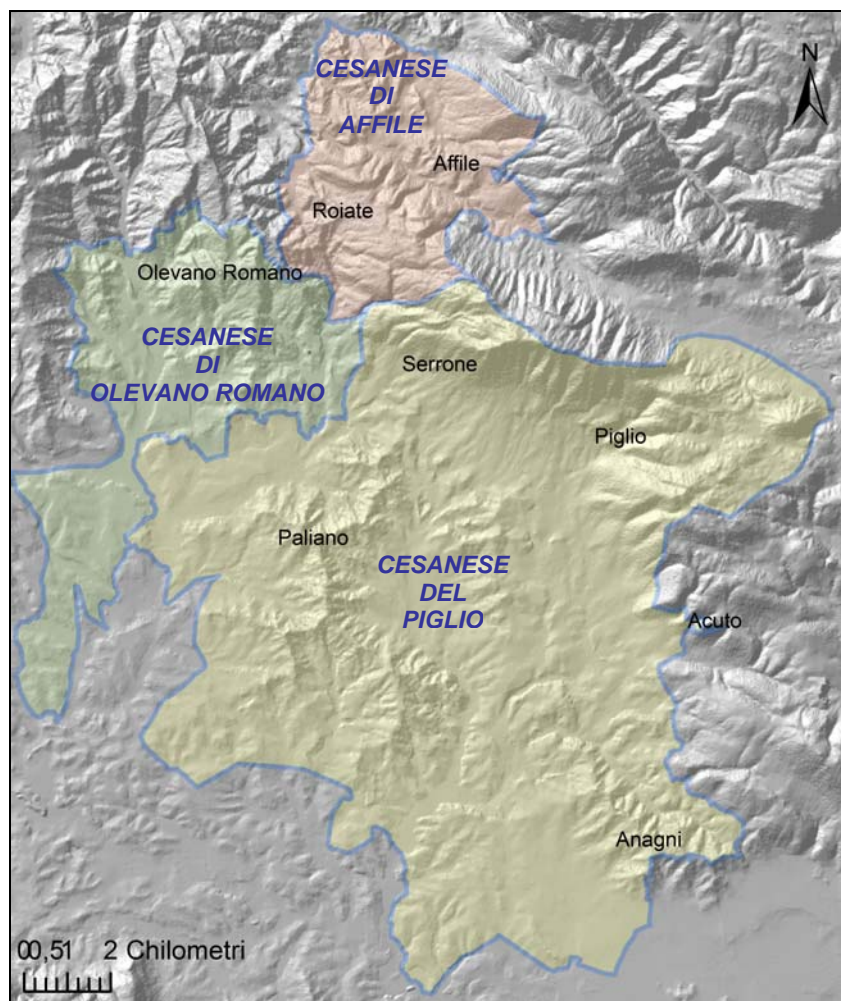 N
CESANESE
DI
AFFILE
Affile
Roiate
Olevano Romano
CESANESE
DI
OLEVANO ROMANO
Serrone
Piglio
Paliano
CESANESE
DEL
PIGLIO
Acuto
Anagni
00,51 2 Chilometri